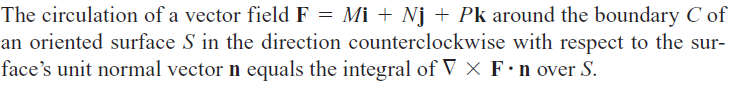 The circulation of a vector field F = Mi + Nj + Pk around the boundary C of
an oriented surface S in the direction counterclockwise with respect to the sur-
face's unit normal vector n equals the integral of ∇ × F · n over S.